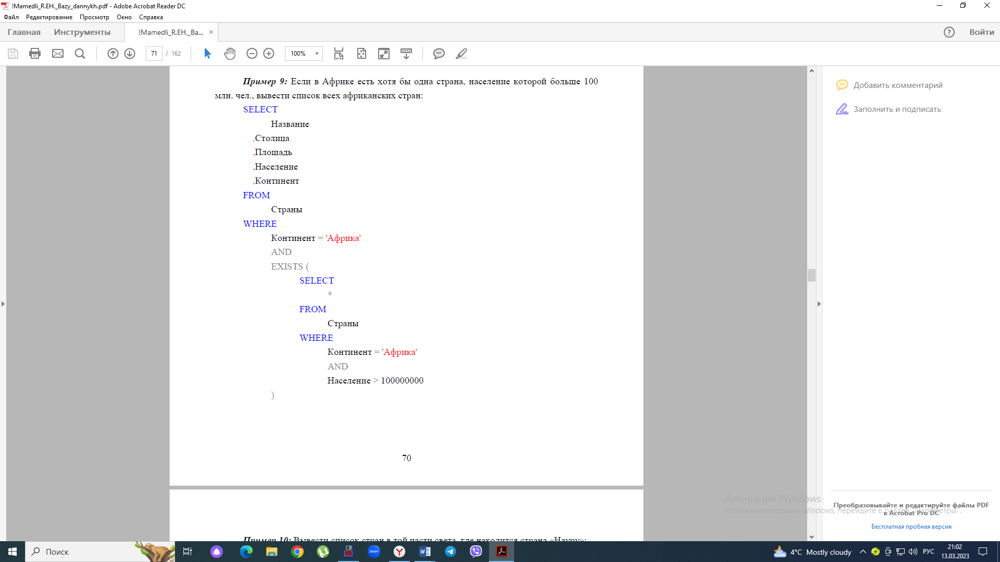 !Mamedli_R.EH._Bazy_dannykh.pdf - Adobe Acrobat Reader DC
Файл Редактирование Просмотр Окно Справка
Главная Инструменты !Mamedli_R.EH._Ba... × ? Войти
71 / 162 100%
Пример 9: Если в Африке есть хотя бы одна страна, население которой больше 100
млн. чел., вывести список всех африканских стран:
SELECT
Название
,Столица
,Площадь
,Население
,Континент
FROM
Страны
WHERE
Континент = 'Африка'
AND
EXISTS (
SELECT
*
FROM
Страны
WHERE
Континент = 'Африка'
AND
Население > 100000000
)
70
Пример 10: Вывести список стран в той части света, где находится страна «Науру»:
Добавить комментарий
Заполнить и подписать
Активация Windows
Чтобы активировать Windows, перейдите в раздел "Параметры".
Преобразовывайте и редактируйте файлы PDF
в Acrobat Pro DC
Бесплатная пробная версия
Поиск
zoom
4°C Mostly cloudy
РУС
21:02
13.03.2023